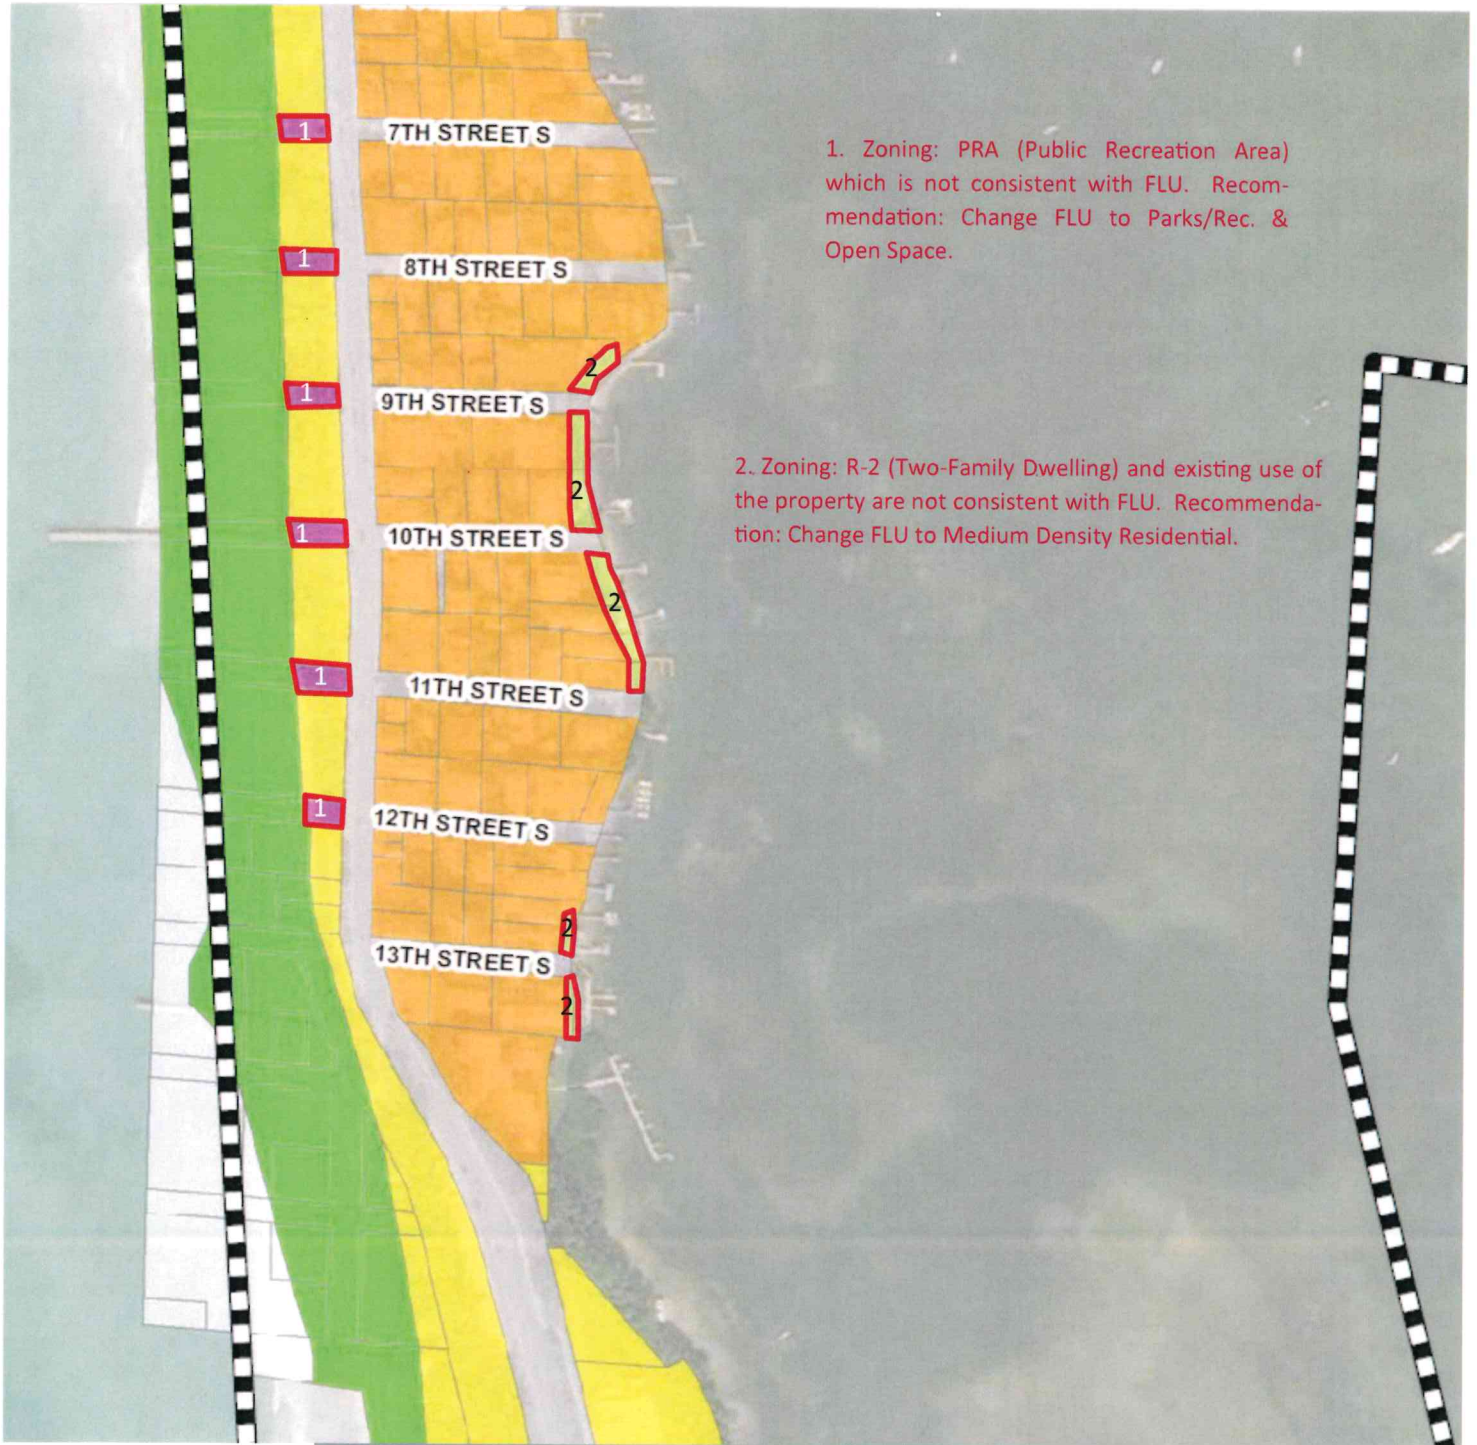 1
7TH STREET S
1. Zoning: PRA (Public Recreation Area)
which is not consistent with FLU. Recom-
mendation: Change FLU to Parks/Rec. &
Open Space.
1
8TH STREET S
2
1
9TH STREET S
2. Zoning: R-2 (Two-Family Dwelling) and existing use of
the property are not consistent with FLU. Recommenda-
tion: Change FLU to Medium Density Residential.
2
1
10TH STREET S
2
1
11TH STREET S
1
12TH STREET S
2
13TH STREET S
2